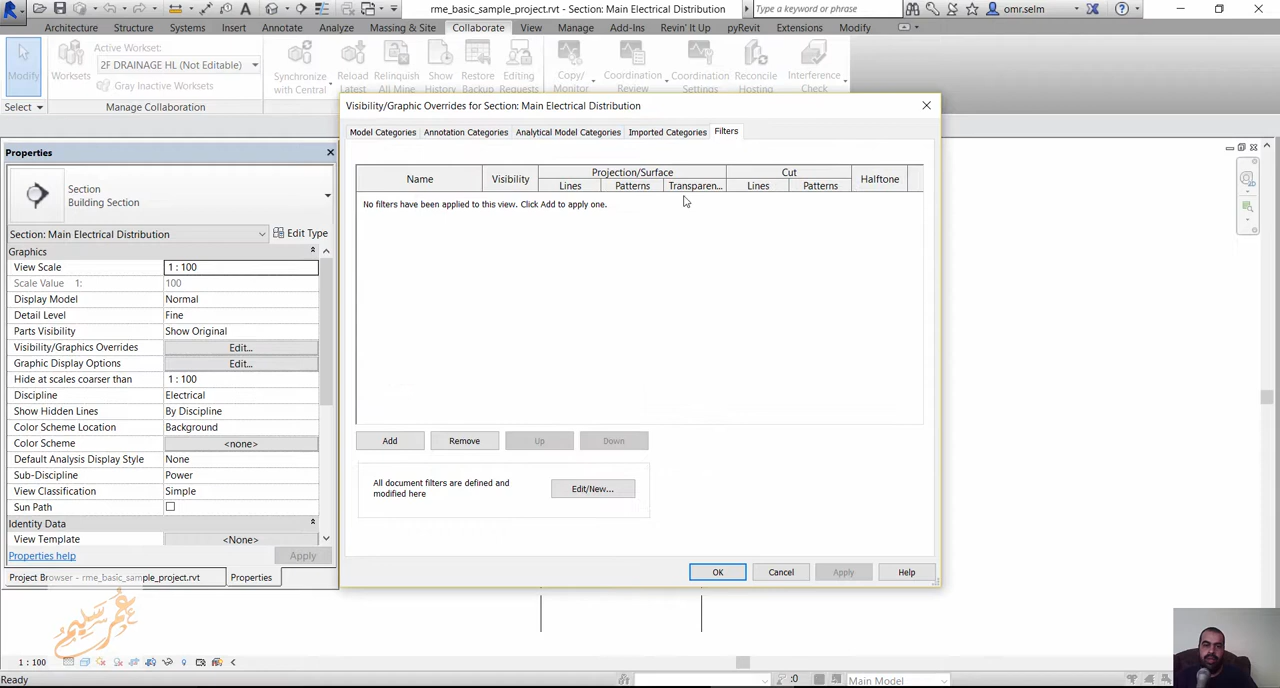 rme_basic_sample_project.rvt - Section: Main Electrical Distribution
Type a keyword or phrase
omr.selm
Architecture Structure Systems Insert Annotate Analyze Massing & Site Collaborate View Manage Add-Ins Revin' It Up pyRevit Extensions Modify
Modify
Worksets
Active Workset:
2F DRAINAGE HL (Not Editable)
Gray Inactive Worksets
Synchronize with Central
Reload Latest
Relinquish All Mine
Show History
Restore Backup
Editing Requests
Copy/ Monitor
Coordination Review
Coordination Settings
Reconcile Hosting
Interference Check
Select
Manage Collaboration
Properties
Section
Building Section
Section: Main Electrical Distribution
Edit Type
Graphics
View Scale 1 : 100
Scale Value 1: 100
Display Model Normal
Detail Level Fine
Parts Visibility Show Original
Visibility/Graphics Overrides Edit...
Graphic Display Options Edit...
Hide at scales coarser than 1 : 100
Discipline Electrical
Show Hidden Lines By Discipline
Color Scheme Location Background
Color Scheme <none>
Default Analysis Display Style None
Sub-Discipline Power
View Classification Simple
Sun Path
Identity Data
View Template <None>
Properties help
Apply
Project Browser - rme_basic_sample_project.rvt
Properties
Visibility/Graphic Overrides for Section: Main Electrical Distribution
Model Categories Annotation Categories Analytical Model Categories Imported Categories Filters
Name Visibility Projection/Surface Cut Halftone
Lines Patterns Transparen... Lines Patterns
No filters have been applied to this view. Click Add to apply one.
Add Remove Up Down
All document filters are defined and
modified here
Edit/New...
OK Cancel Apply Help
عمر سليم
1 : 100
Ready
:0
Main Model